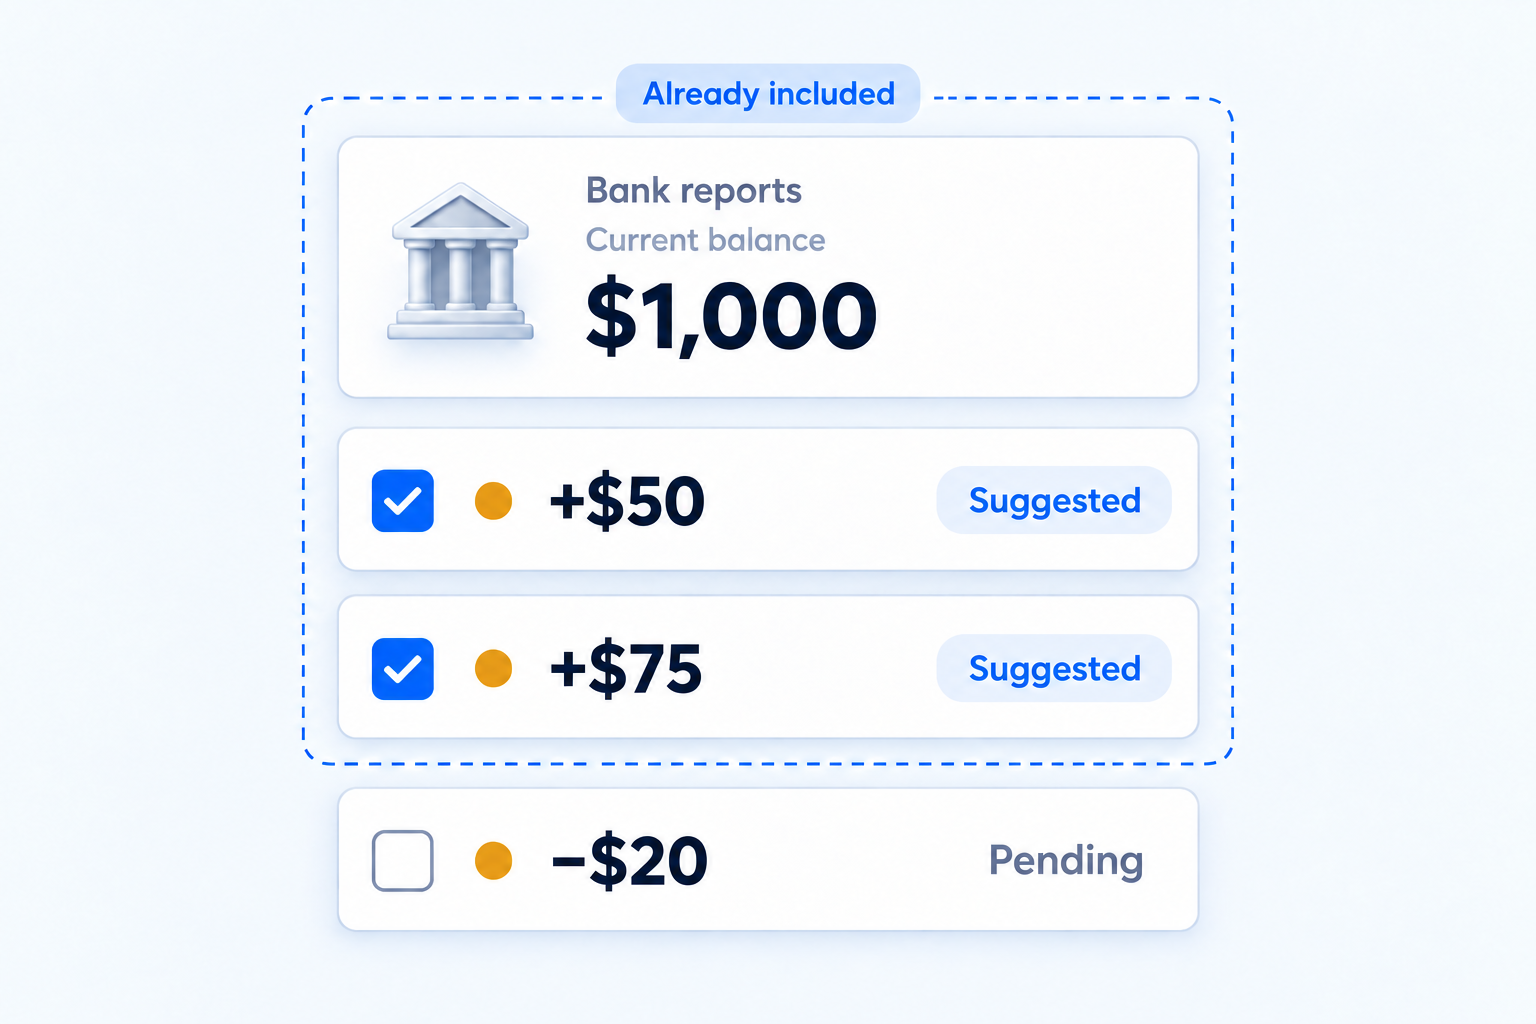 Already included
Bank reports
Current balance
$1,000
+$50
Suggested
+$75
Suggested
−$20
Pending